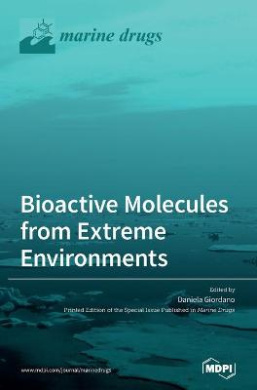 marine drugs
Bioactive Molecules
from Extreme
Environments
Edited by
Daniela Giordano
Printed Edition of the Special Issue Published in Marine Drugs
www.mdpi.com/journal/marinedrugs
MDPI